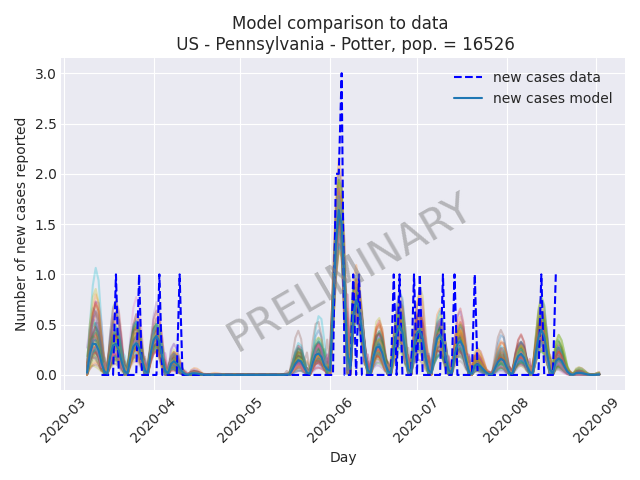 Model comparison to data
US - Pennsylvania - Potter, pop. = 16526
Number of new cases reported
3.0
2.5
2.0
1.5
1.0
0.5
0.0
new cases data
new cases model
PRELIMINARY
2020-03
2020-04
2020-05
2020-06
2020-07
2020-08
2020-09
Day